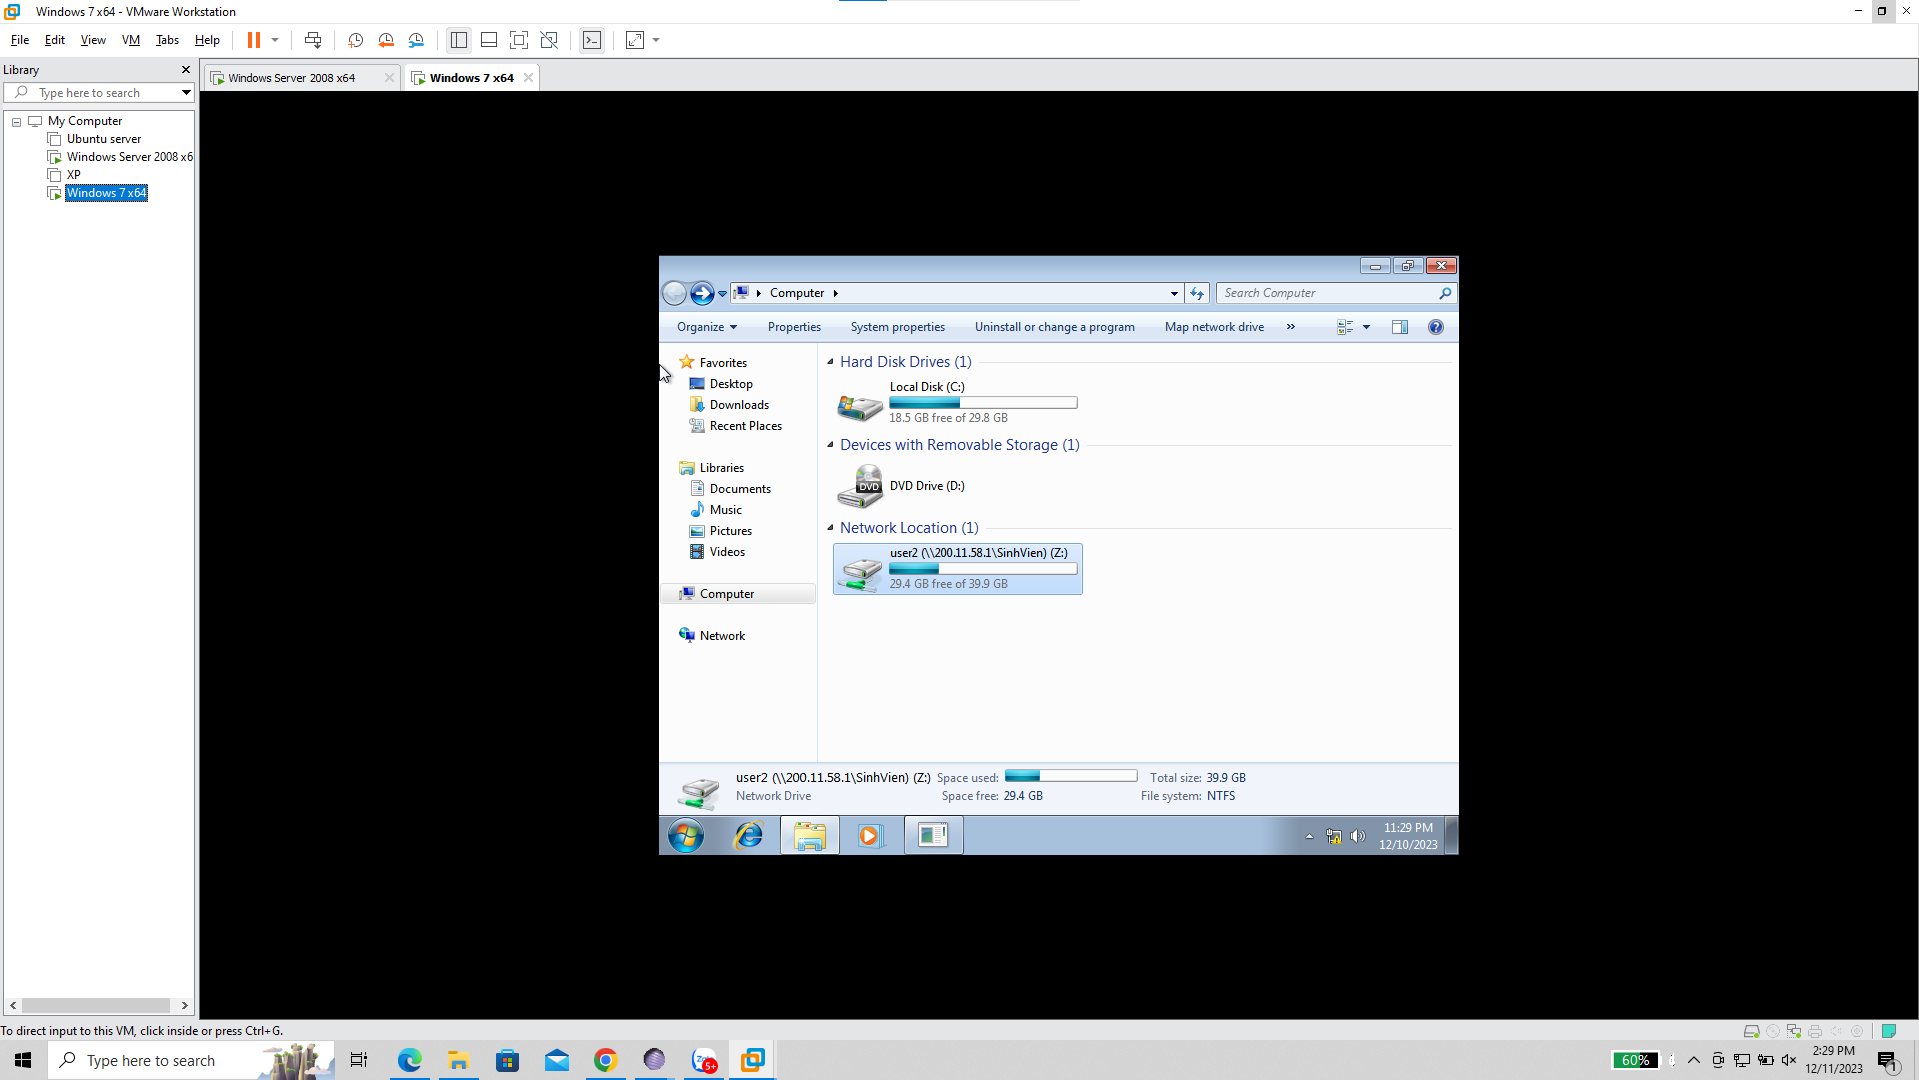 Windows 7 x64 - VMware Workstation
File Edit View VM Tabs Help
Library
Type here to search
My Computer
Ubuntu server
Windows Server 2008 x6
XP
Windows 7 x64
Windows Server 2008 x64
Windows 7 x64
Computer
Search Computer
Organize Properties System properties Uninstall or change a program Map network drive »
Favorites
Desktop
Downloads
Recent Places
Libraries
Documents
Music
Pictures
Videos
Computer
Network
Hard Disk Drives (1)
Local Disk (C:)
18.5 GB free of 29.8 GB
Devices with Removable Storage (1)
DVD
DVD Drive (D:)
Network Location (1)
user2 (\\200.11.58.1\SinhVien) (Z:)
29.4 GB free of 39.9 GB
user2 (\\200.11.58.1\SinhVien) (Z:) Space used: Total size: 39.9 GB
Network Drive Space free: 29.4 GB File system: NTFS
11:29 PM
12/10/2023
To direct input to this VM, click inside or press Ctrl+G.
Type here to search
5+
60%
2:29 PM
12/11/2023
1